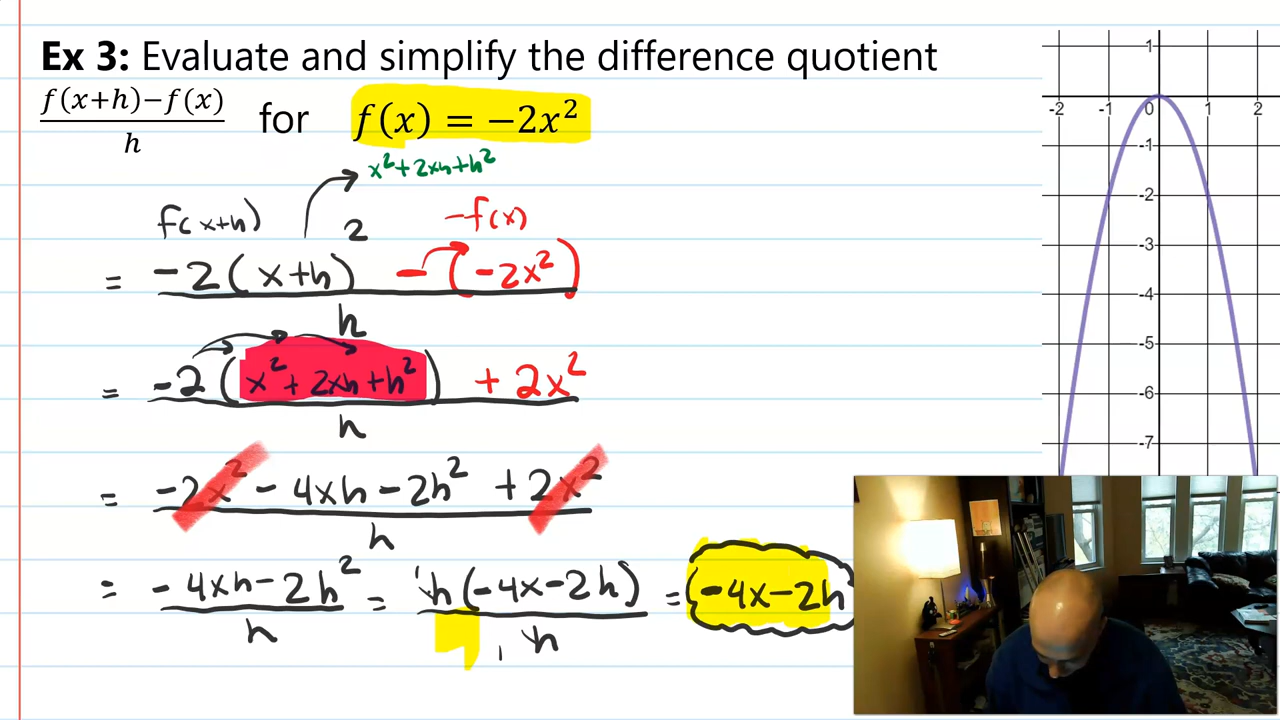 Ex 3: Evaluate and simplify the difference quotient
f(x+h)−f(x)
h
for f(x) = −2x²
x² + 2xh + h²
f(x+h) −f(x)
= −2(x+h)² − (−2x²)
h
= −2(x² + 2xh + h²) + 2x²
h
= −2x² − 4xh − 2h² + 2x²
h
= −4xh − 2h² = h(−4x−2h) = −4x−2h
h h
1
-2 -1 0 1 2
-1
-2
-3
-4
-5
-6
-7